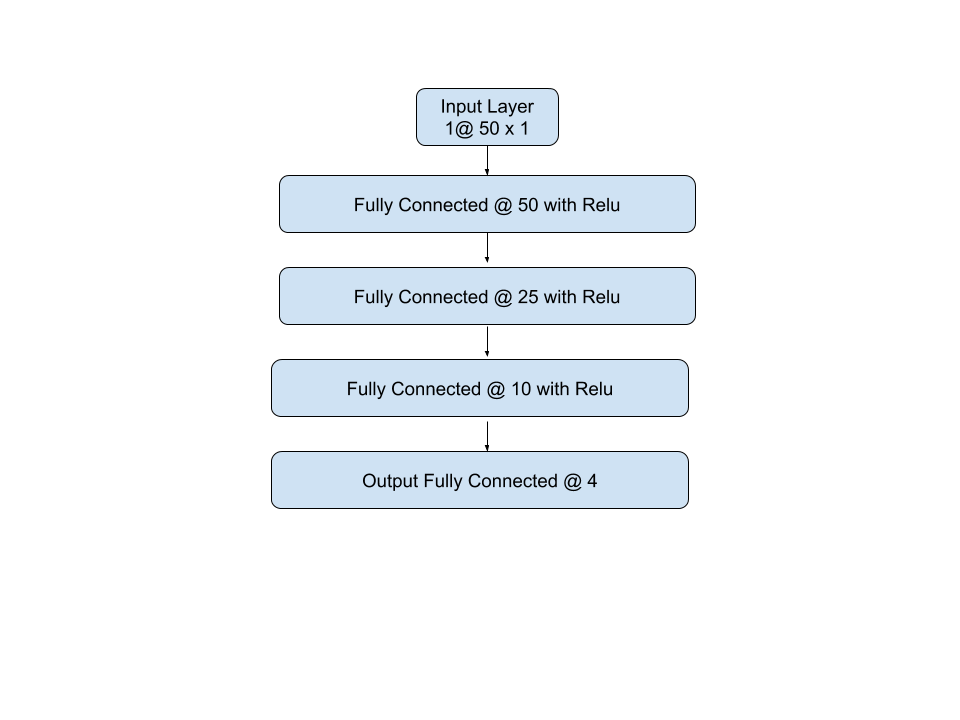 Input Layer
1@ 50 x 1
Fully Connected @ 50 with Relu
Fully Connected @ 25 with Relu
Fully Connected @ 10 with Relu
Output Fully Connected @ 4